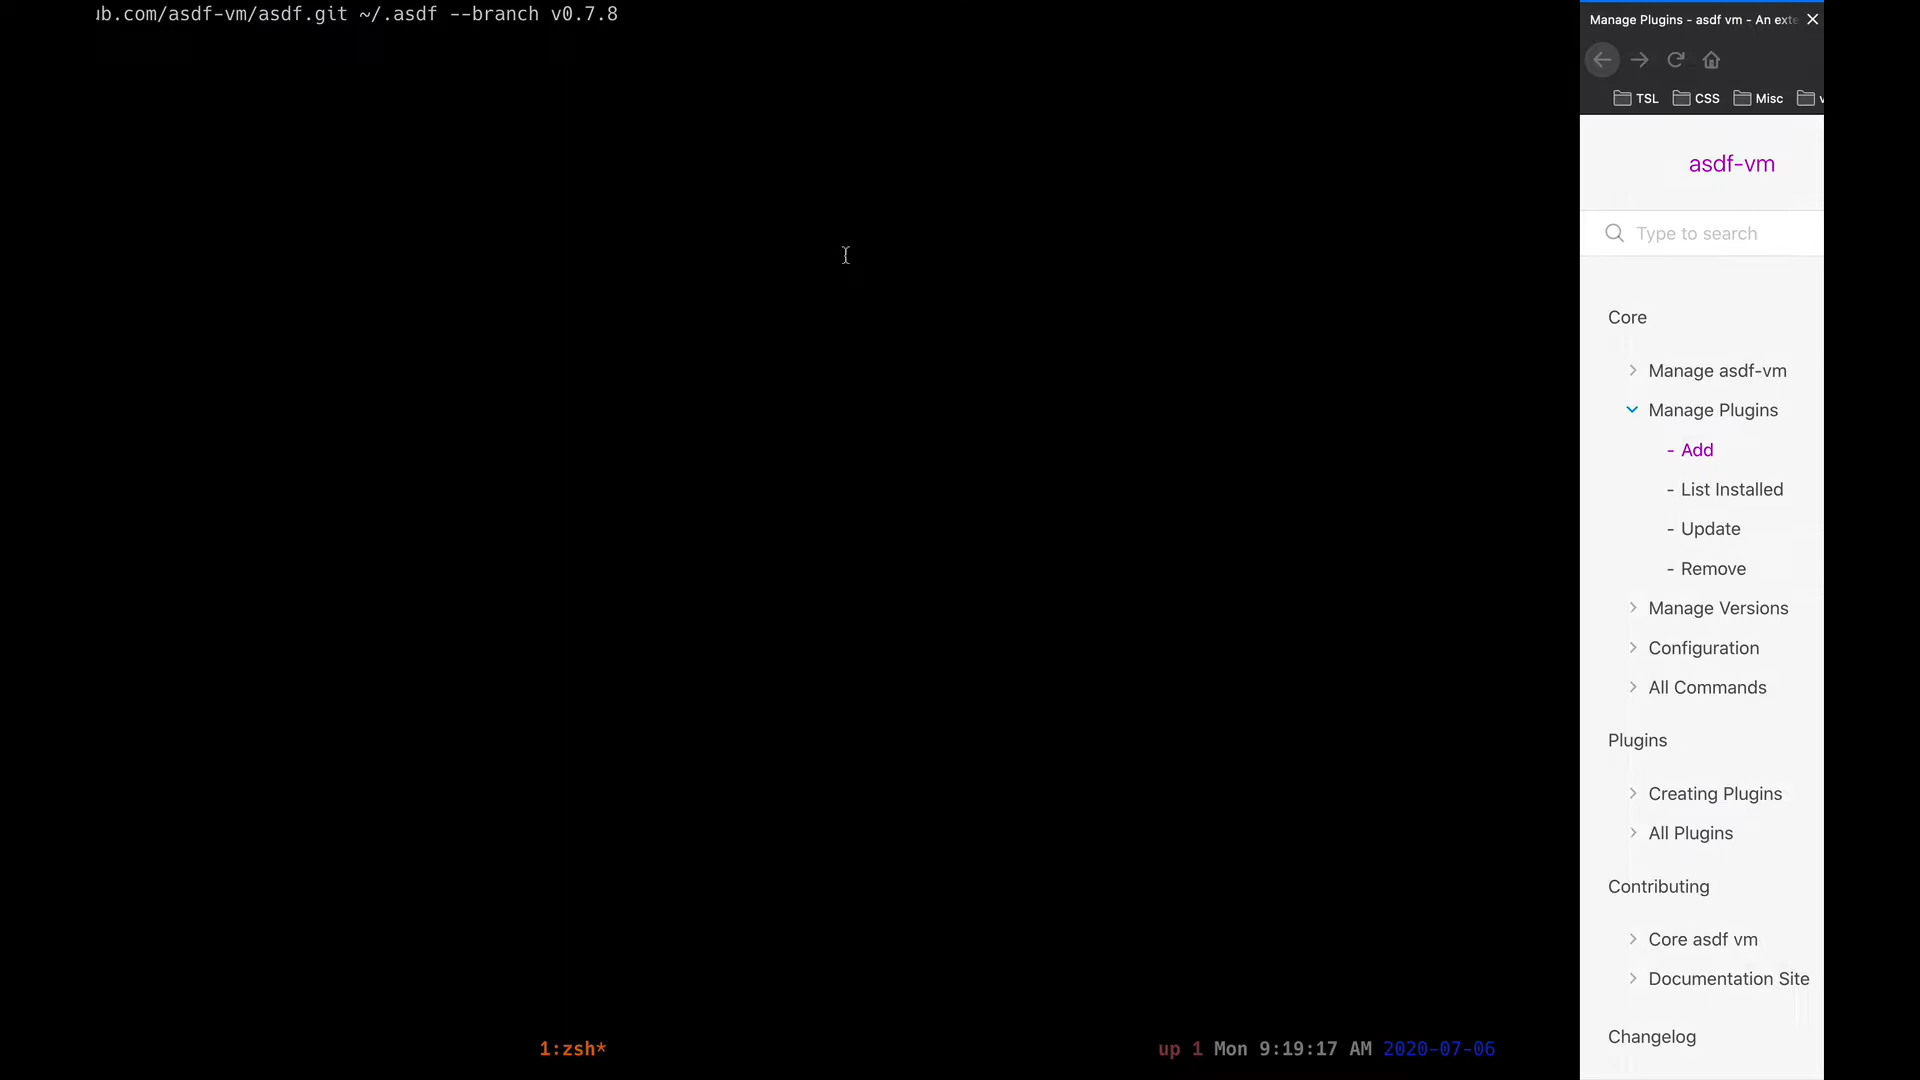 ub.com/asdf-vm/asdf.git ~/.asdf --branch v0.7.8
Manage Plugins - asdf vm - An exte
TSL CSS Misc v
asdf-vm
Type to search
Core
Manage asdf-vm
Manage Plugins
- Add
- List Installed
- Update
- Remove
Manage Versions
Configuration
All Commands
Plugins
Creating Plugins
All Plugins
Contributing
Core asdf vm
Documentation Site
Changelog
1:zsh* up 1 Mon 9:19:17 AM 2020-07-06